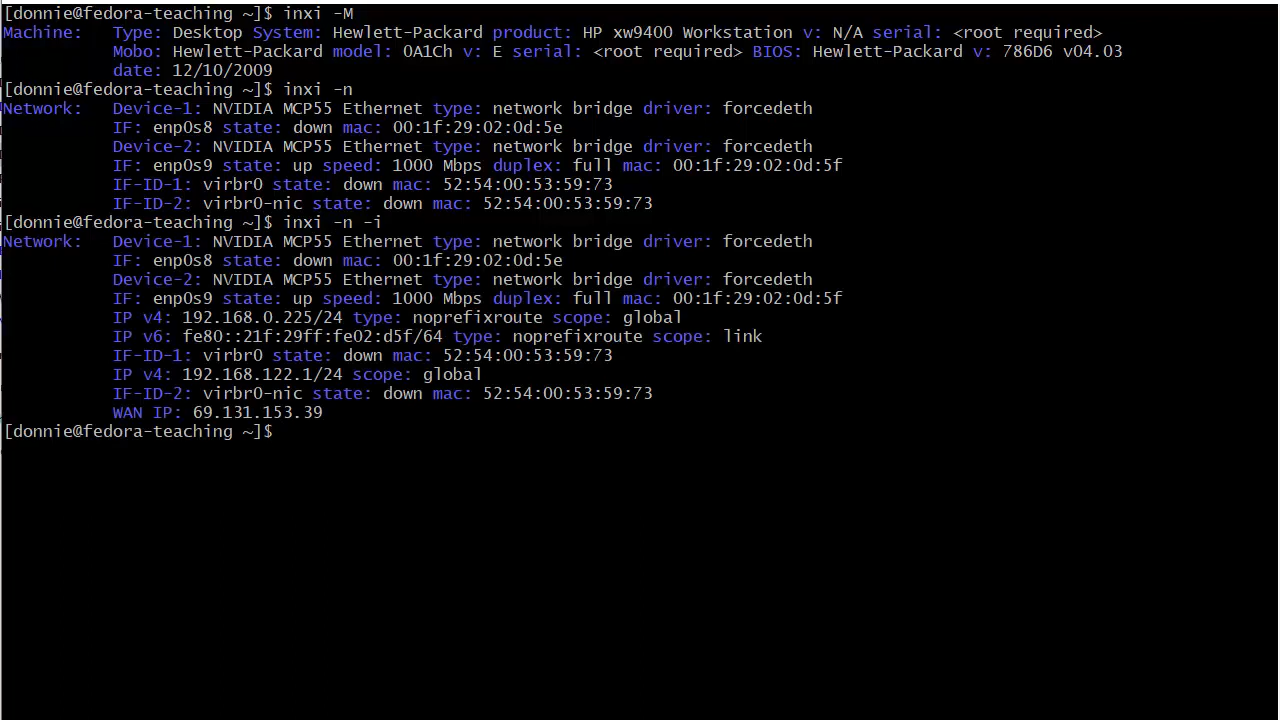 [donnie@fedora-teaching ~]$ inxi -M
Machine: Type: Desktop System: Hewlett-Packard product: HP xw9400 Workstation v: N/A serial: <root required>
Mobo: Hewlett-Packard model: 0A1Ch v: E serial: <root required> BIOS: Hewlett-Packard v: 786D6 v04.03
date: 12/10/2009
[donnie@fedora-teaching ~]$ inxi -n
Network: Device-1: NVIDIA MCP55 Ethernet type: network bridge driver: forcedeth
IF: enp0s8 state: down mac: 00:1f:29:02:0d:5e
Device-2: NVIDIA MCP55 Ethernet type: network bridge driver: forcedeth
IF: enp0s9 state: up speed: 1000 Mbps duplex: full mac: 00:1f:29:02:0d:5f
IF-ID-1: virbr0 state: down mac: 52:54:00:53:59:73
IF-ID-2: virbr0-nic state: down mac: 52:54:00:53:59:73
[donnie@fedora-teaching ~]$ inxi -n -i
Network: Device-1: NVIDIA MCP55 Ethernet type: network bridge driver: forcedeth
IF: enp0s8 state: down mac: 00:1f:29:02:0d:5e
Device-2: NVIDIA MCP55 Ethernet type: network bridge driver: forcedeth
IF: enp0s9 state: up speed: 1000 Mbps duplex: full mac: 00:1f:29:02:0d:5f
IP v4: 192.168.0.225/24 type: noprefixroute scope: global
IP v6: fe80::21f:29ff:fe02:d5f/64 type: noprefixroute scope: link
IF-ID-1: virbr0 state: down mac: 52:54:00:53:59:73
IP v4: 192.168.122.1/24 scope: global
IF-ID-2: virbr0-nic state: down mac: 52:54:00:53:59:73
WAN IP: 69.131.153.39
[donnie@fedora-teaching ~]$